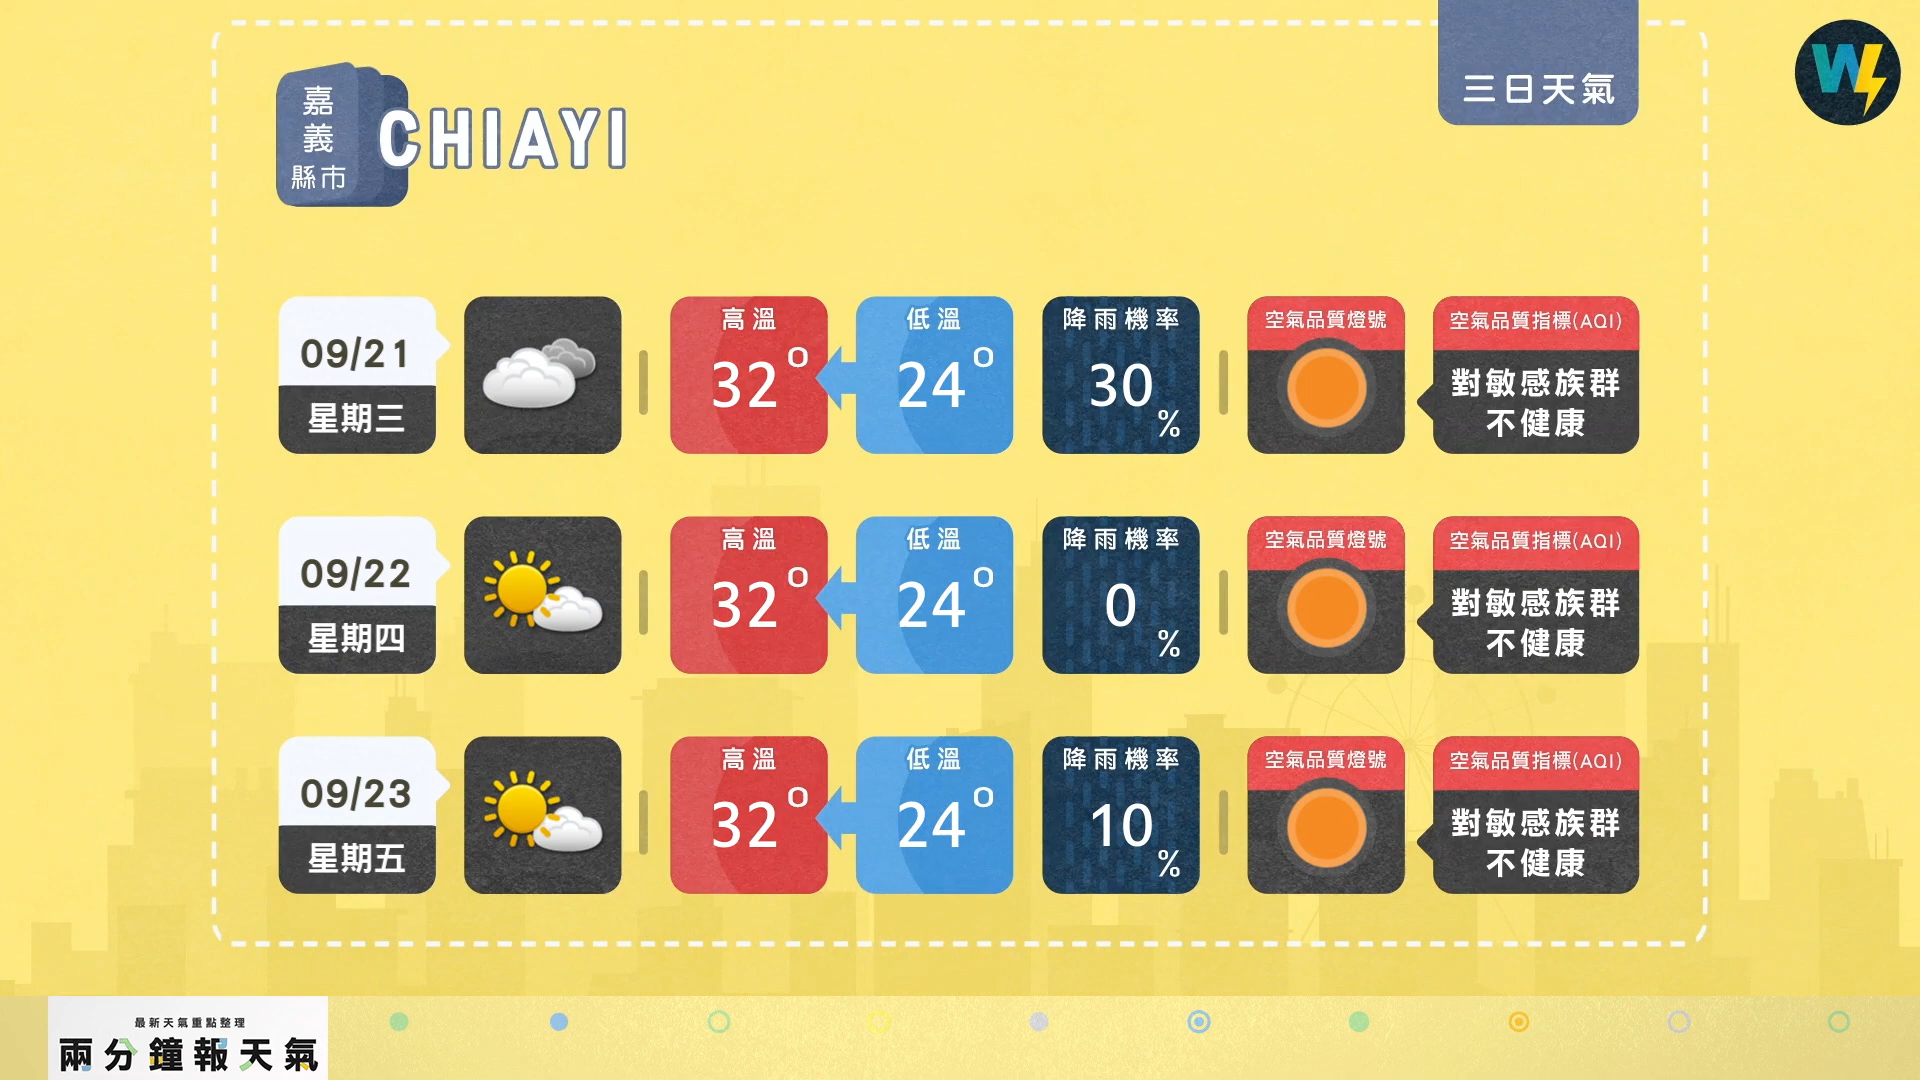 三日天氣
W
嘉義
縣市
CHIAYI
09/21
星期三
高溫
32°
低溫
24°
降雨機率
30%
空氣品質燈號
空氣品質指標(AQI)
對敏感族群
不健康
09/22
星期四
高溫
32°
低溫
24°
降雨機率
0%
空氣品質燈號
空氣品質指標(AQI)
對敏感族群
不健康
09/23
星期五
高溫
32°
低溫
24°
降雨機率
10%
空氣品質燈號
空氣品質指標(AQI)
對敏感族群
不健康
最新天氣重點整理
兩分鐘報天氣